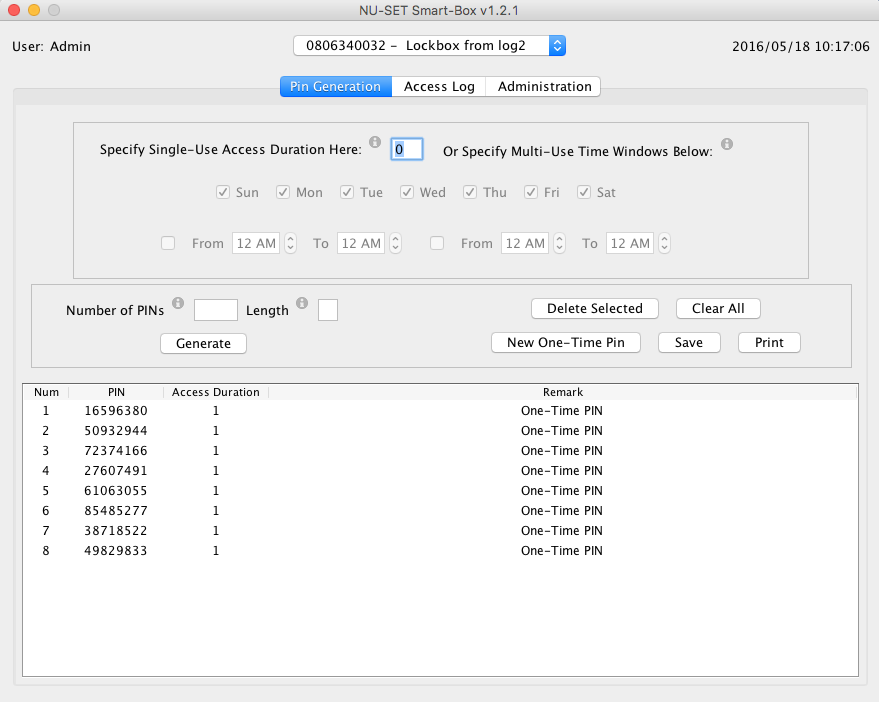 NU-SET Smart-Box v1.2.1
User: Admin
0806340032 - Lockbox from log2
2016/05/18 10:17:06
Pin Generation Access Log Administration
Specify Single-Use Access Duration Here: 0 Or Specify Multi-Use Time Windows Below:
Sun Mon Tue Wed Thu Fri Sat
From 12 AM To 12 AM From 12 AM To 12 AM
Number of PINs Length Delete Selected Clear All
Generate New One-Time Pin Save Print
Num PIN Access Duration Remark
1 16596380 1 One-Time PIN
2 50932944 1 One-Time PIN
3 72374166 1 One-Time PIN
4 27607491 1 One-Time PIN
5 61063055 1 One-Time PIN
6 85485277 1 One-Time PIN
7 38718522 1 One-Time PIN
8 49829833 1 One-Time PIN